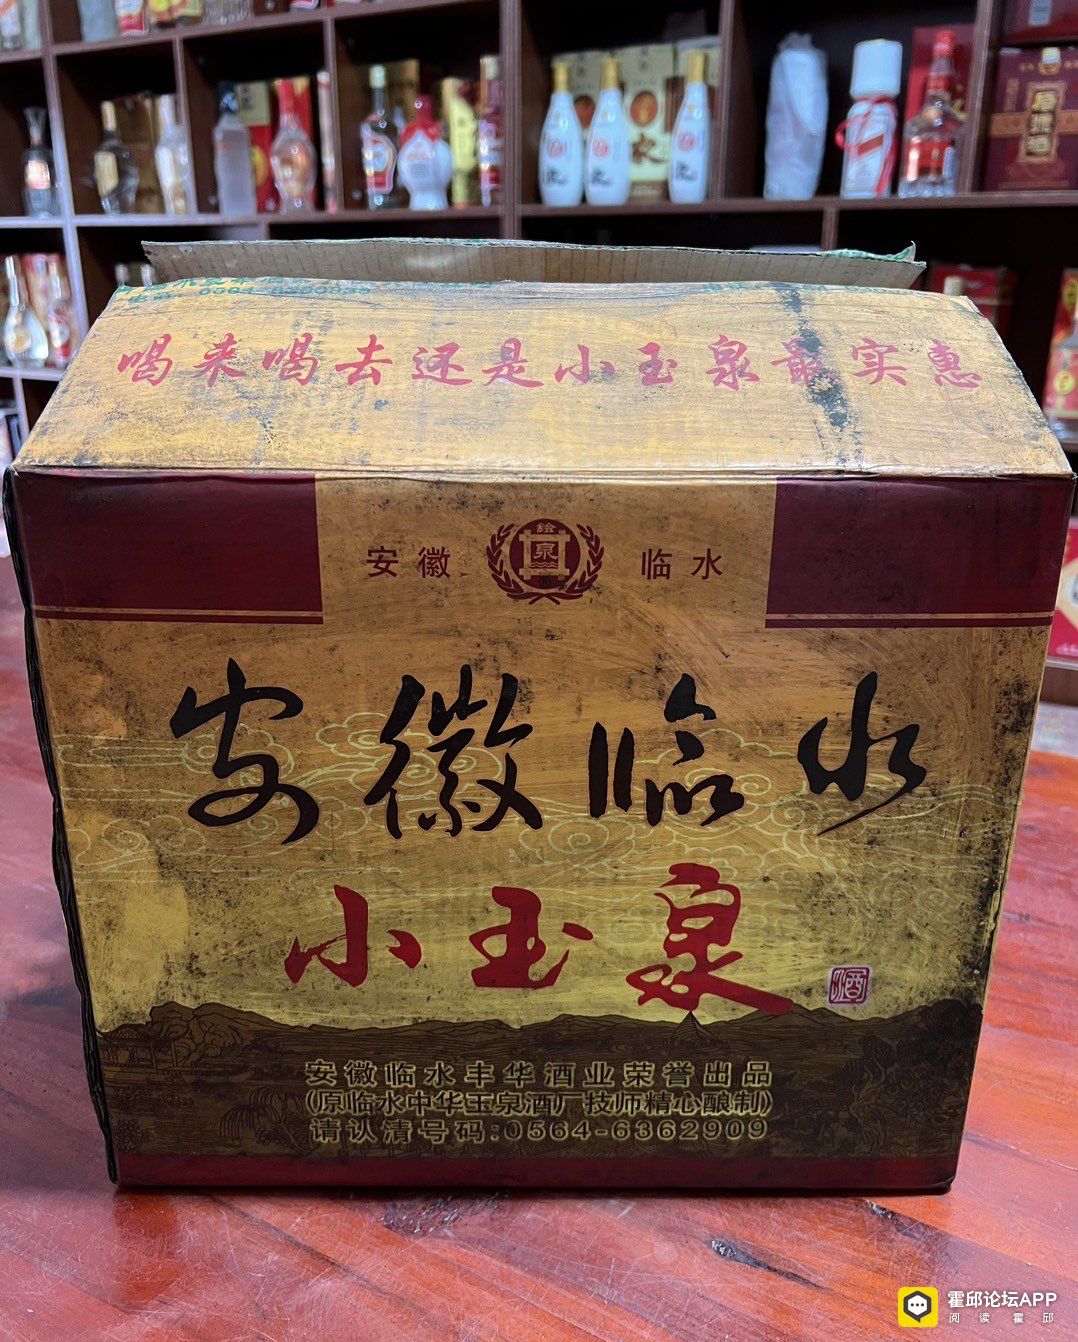 喝来喝去还是小玉泉最实惠
安徽
绘
泉
临水
安徽临水
小玉泉
酒
安徽临水丰华酒业荣誉出品
(原临水中华玉泉酒厂技师精心酿制)
请认清号码:0564-6362909
霍邱论坛APP
阅读霍邱